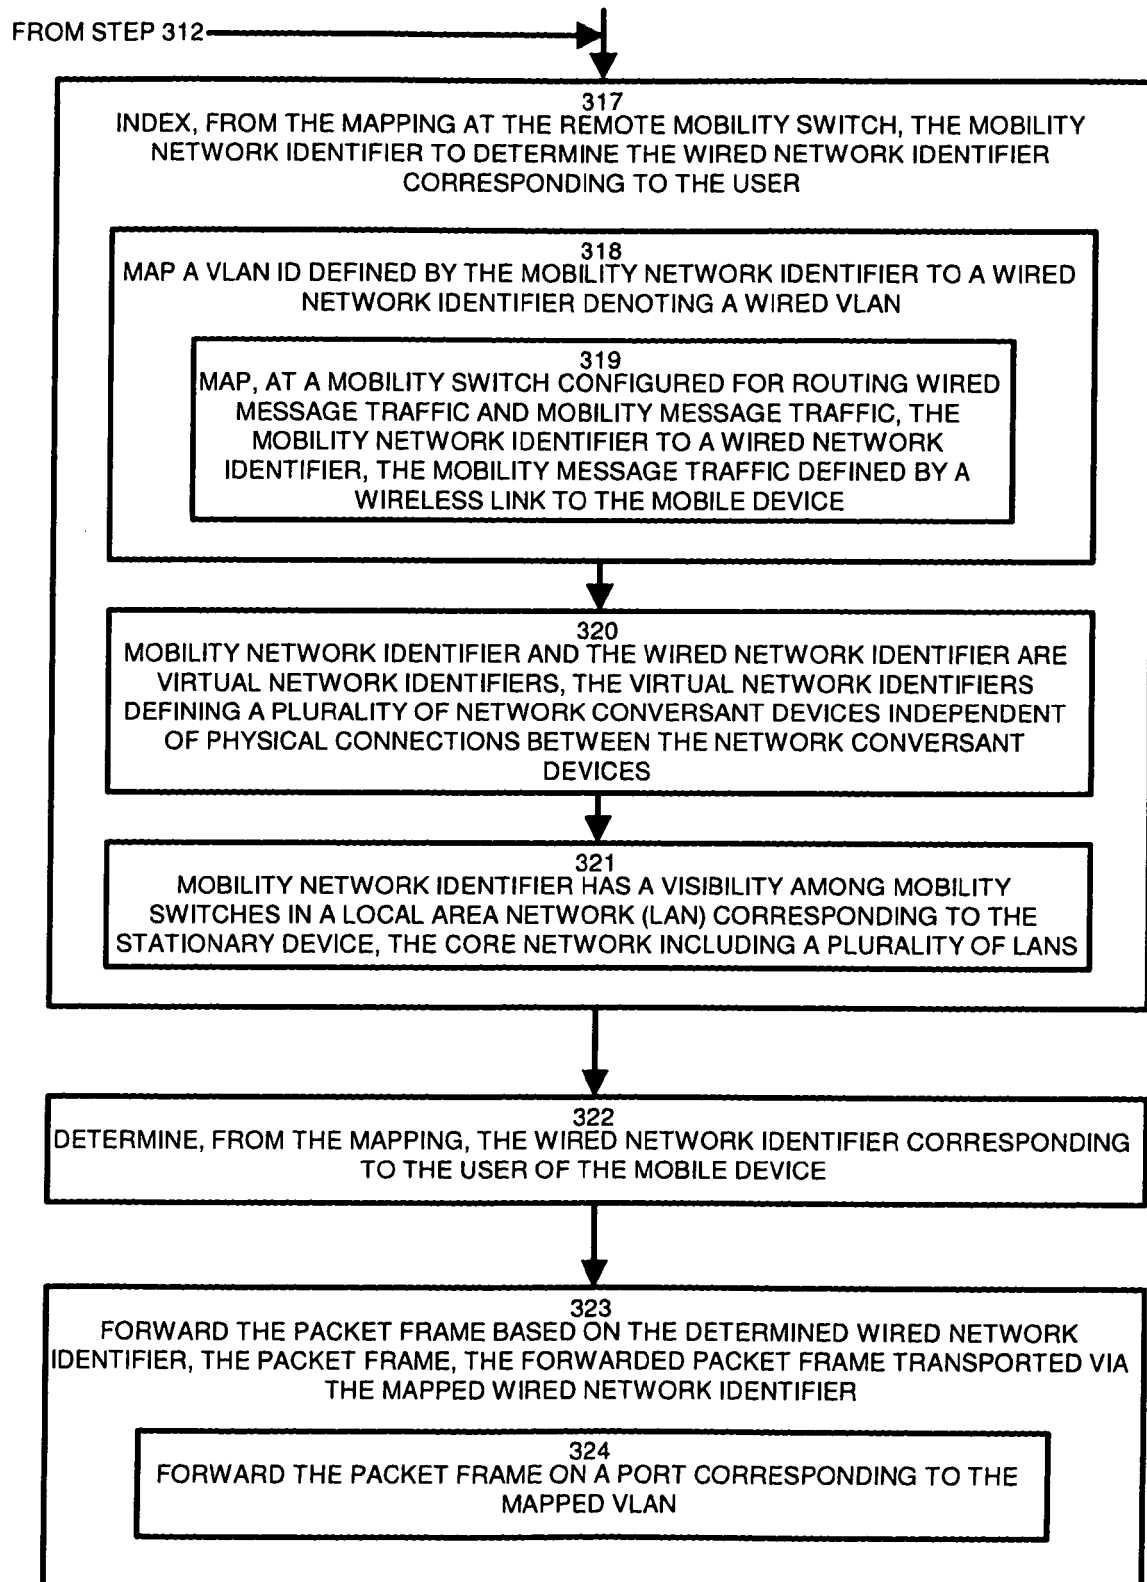 FROM STEP 312
317
INDEX, FROM THE MAPPING AT THE REMOTE MOBILITY SWITCH, THE MOBILITY
NETWORK IDENTIFIER TO DETERMINE THE WIRED NETWORK IDENTIFIER
CORRESPONDING TO THE USER
318
MAP A VLAN ID DEFINED BY THE MOBILITY NETWORK IDENTIFIER TO A WIRED
NETWORK IDENTIFIER DENOTING A WIRED VLAN
319
MAP, AT A MOBILITY SWITCH CONFIGURED FOR ROUTING WIRED
MESSAGE TRAFFIC AND MOBILITY MESSAGE TRAFFIC, THE
MOBILITY NETWORK IDENTIFIER TO A WIRED NETWORK
IDENTIFIER, THE MOBILITY MESSAGE TRAFFIC DEFINED BY A
WIRELESS LINK TO THE MOBILE DEVICE
320
MOBILITY NETWORK IDENTIFIER AND THE WIRED NETWORK IDENTIFIER ARE
VIRTUAL NETWORK IDENTIFIERS, THE VIRTUAL NETWORK IDENTIFIERS
DEFINING A PLURALITY OF NETWORK CONVERSANT DEVICES INDEPENDENT
OF PHYSICAL CONNECTIONS BETWEEN THE NETWORK CONVERSANT
DEVICES
321
MOBILITY NETWORK IDENTIFIER HAS A VISIBILITY AMONG MOBILITY
SWITCHES IN A LOCAL AREA NETWORK (LAN) CORRESPONDING TO THE
STATIONARY DEVICE, THE CORE NETWORK INCLUDING A PLURALITY OF LANS
322
DETERMINE, FROM THE MAPPING, THE WIRED NETWORK IDENTIFIER CORRESPONDING
TO THE USER OF THE MOBILE DEVICE
323
FORWARD THE PACKET FRAME BASED ON THE DETERMINED WIRED NETWORK
IDENTIFIER, THE PACKET FRAME, THE FORWARDED PACKET FRAME TRANSPORTED VIA
THE MAPPED WIRED NETWORK IDENTIFIER
324
FORWARD THE PACKET FRAME ON A PORT CORRESPONDING TO THE
MAPPED VLAN